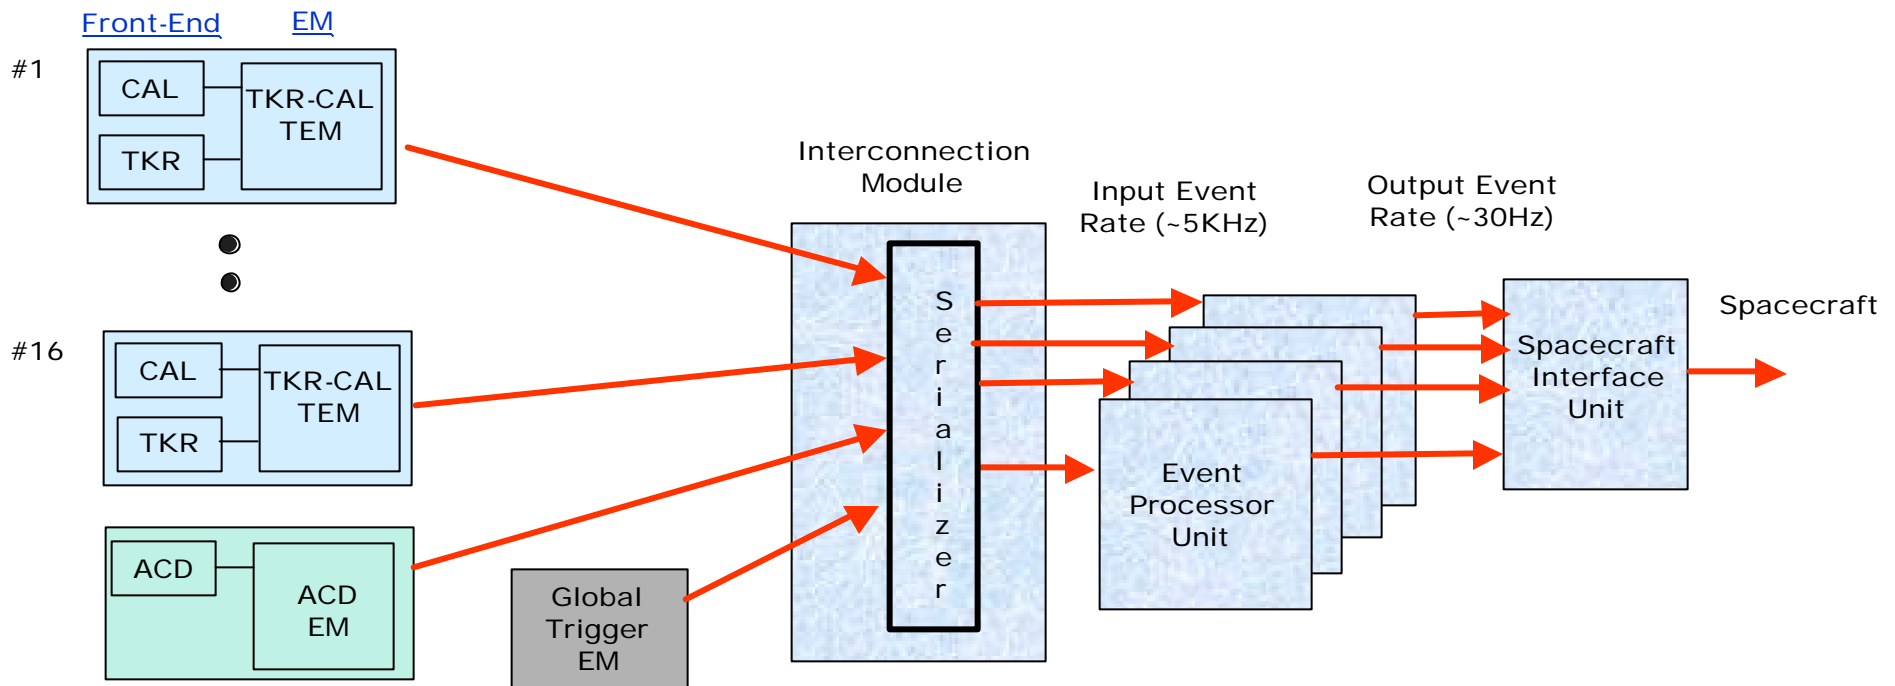 Front-End
EM
#1
CAL
TKR
TKR-CAL
TEM
#16
CAL
TKR
TKR-CAL
TEM
ACD
ACD
EM
Global
Trigger
EM
Interconnection
Module
Serializer
Input Event
Rate (~5KHz)
Event
Processor
Unit
Output Event
Rate (~30Hz)
Spacecraft
Interface
Unit
Spacecraft